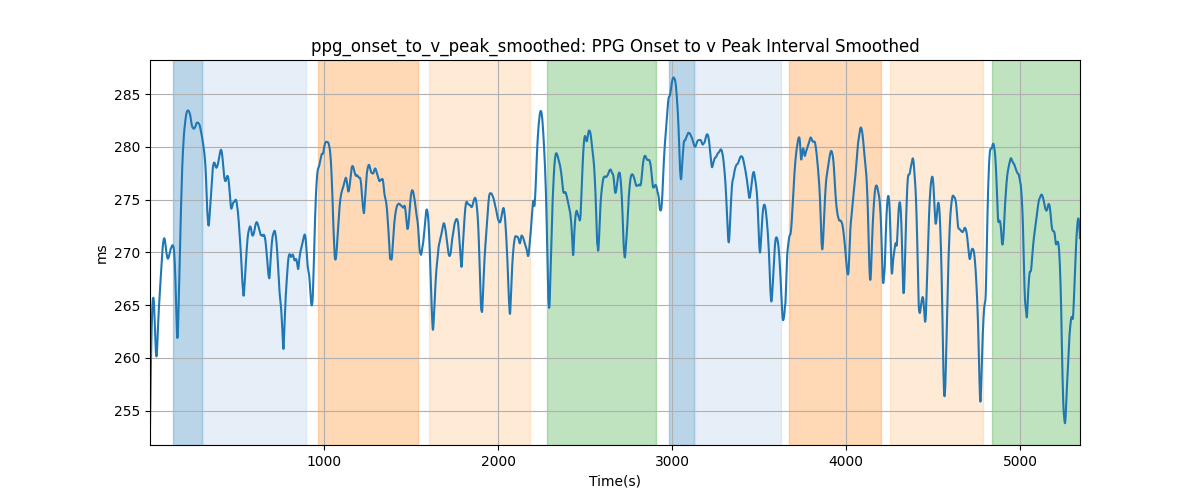 ppg_onset_to_v_peak_smoothed: PPG Onset to v Peak Interval Smoothed
285
280
275
270
265
260
255
ms
1000 2000 3000 4000 5000
Time(s)